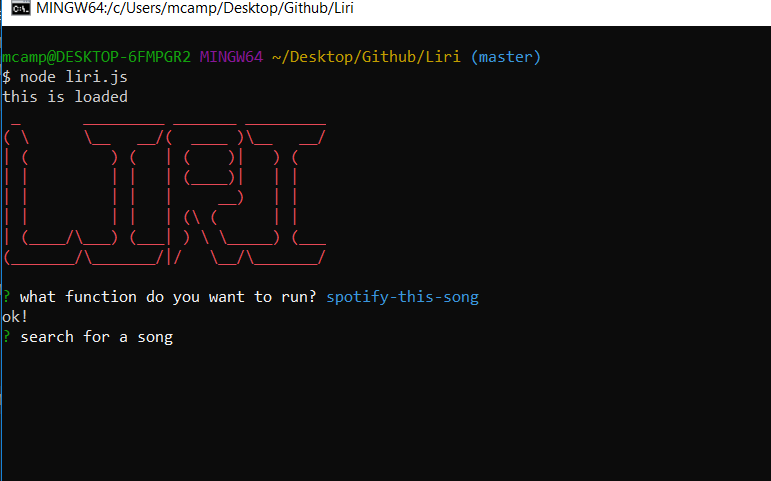 MINGW64:/c/Users/mcamp/Desktop/Github/Liri
mcamp@DESKTOP-6FMPGR2 MINGW64 ~/Desktop/Github/Liri (master)
$ node liri.js
this is loaded
LIRI
? what function do you want to run? spotify-this-song
ok!
? search for a song